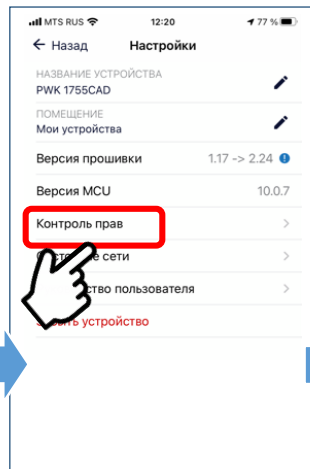 MTS RUS 12:20 77 %
Назад Настройки
НАЗВАНИЕ УСТРОЙСТВА
PWK 1755CAD
ПОМЕЩЕНИЕ
Мои устройства
Версия прошивки 1.17 -> 2.24
Версия MCU 10.0.7
Контроль прав
сети
пользователя
устройство